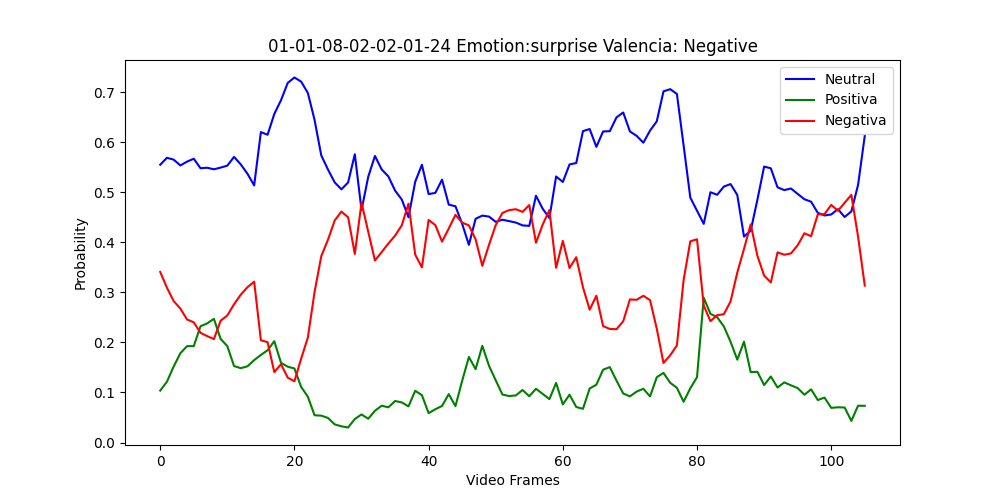 01-01-08-02-02-01-24 Emotion:surprise Valencia: Negative
Neutral
Positiva
Negativa
Probability
0.7
0.6
0.5
0.4
0.3
0.2
0.1
0.0
0 20 40 60 80 100
Video Frames